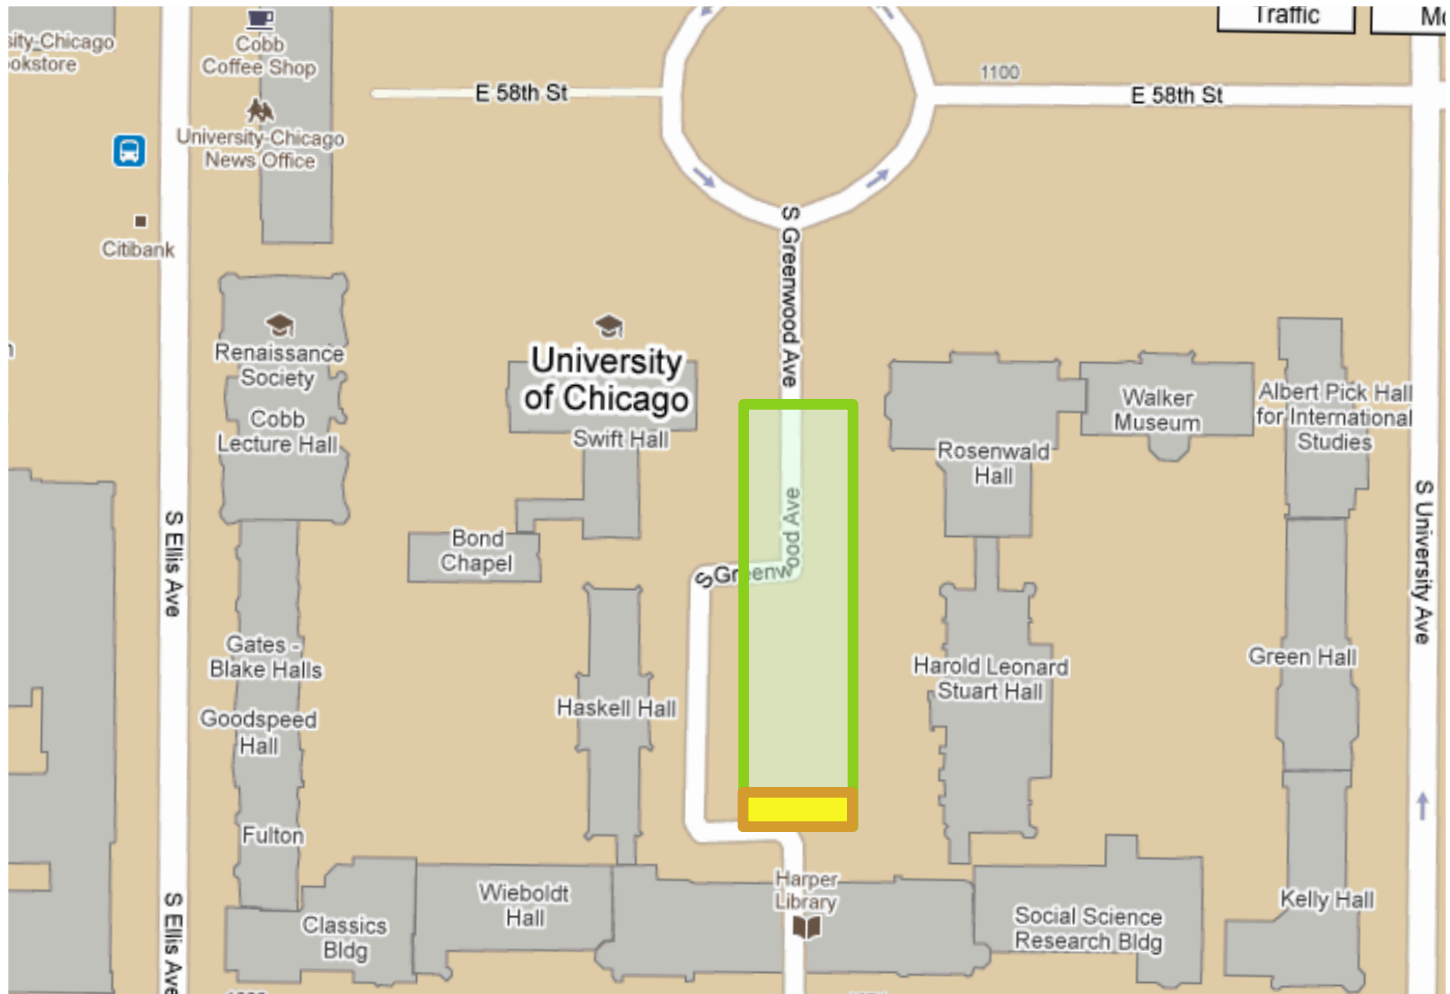 Traffic
Cobb
Coffee Shop
E 58th St
1100
E 58th St
University-Chicago
News Office
Citibank
S Greenwood Ave
Renaissance
Society
University
of Chicago
Cobb
Lecture Hall
Swift Hall
Rosenwald
Hall
Walker
Museum
Albert Pick Hall
for International
Studies
S Ellis Ave
Bond
Chapel
S Greenwood Ave
S University Ave
Gates -
Blake Halls
Goodspeed
Hall
Haskell Hall
Harold Leonard
Stuart Hall
Green Hall
Fulton
S Ellis Ave
Classics
Bldg
Wieboldt
Hall
Harper
Library
Social Science
Research Bldg
Kelly Hall